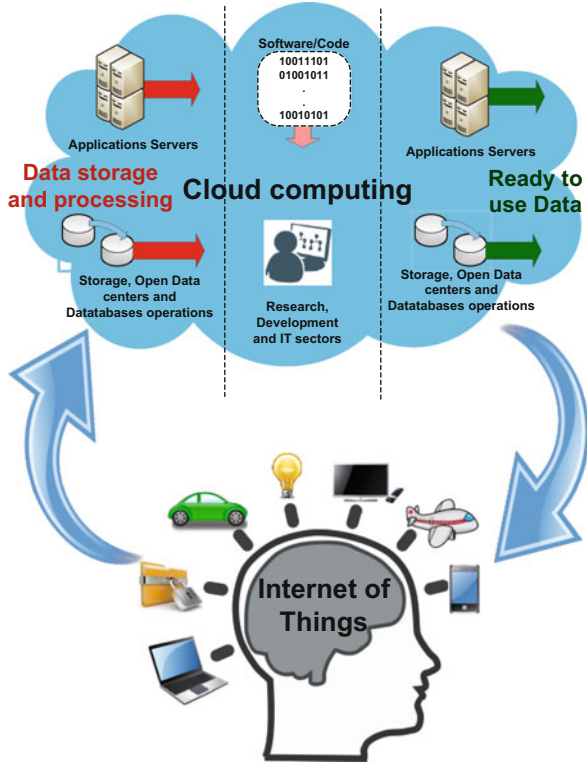 Software/Code
10011101
01001011
.
.
10010101
Applications Servers
Applications Servers
Data storage
and processing
Cloud computing
Ready to
use Data
Storage, Open Data
centers and
Datatabases operations
Research,
Development
and IT sectors
Storage, Open Data
centers and
Datatabases operations
Internet of
Things